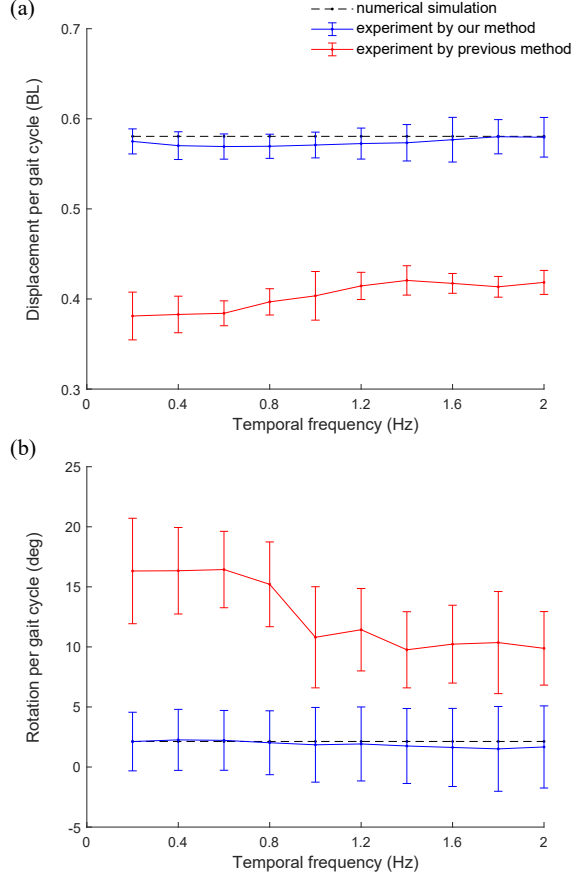 (a)
numerical simulation
experiment by our method
experiment by previous method
0.7
0.6
0.5
0.4
0.3
Displacement per gait cycle (BL)
0 0.4 0.8 1.2 1.6 2
Temporal frequency (Hz)
(b)
25
20
15
10
5
0
-5
Rotation per gait cycle (deg)
0 0.4 0.8 1.2 1.6 2
Temporal frequency (Hz)